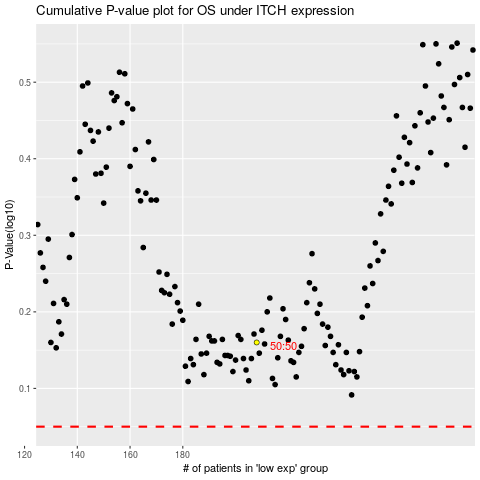 Cumulative P-value plot for OS under ITCH expression
P-Value(log10)
0.5
0.4
0.3
0.2
0.1
50:50
120 140 160 180
# of patients in 'low exp' group